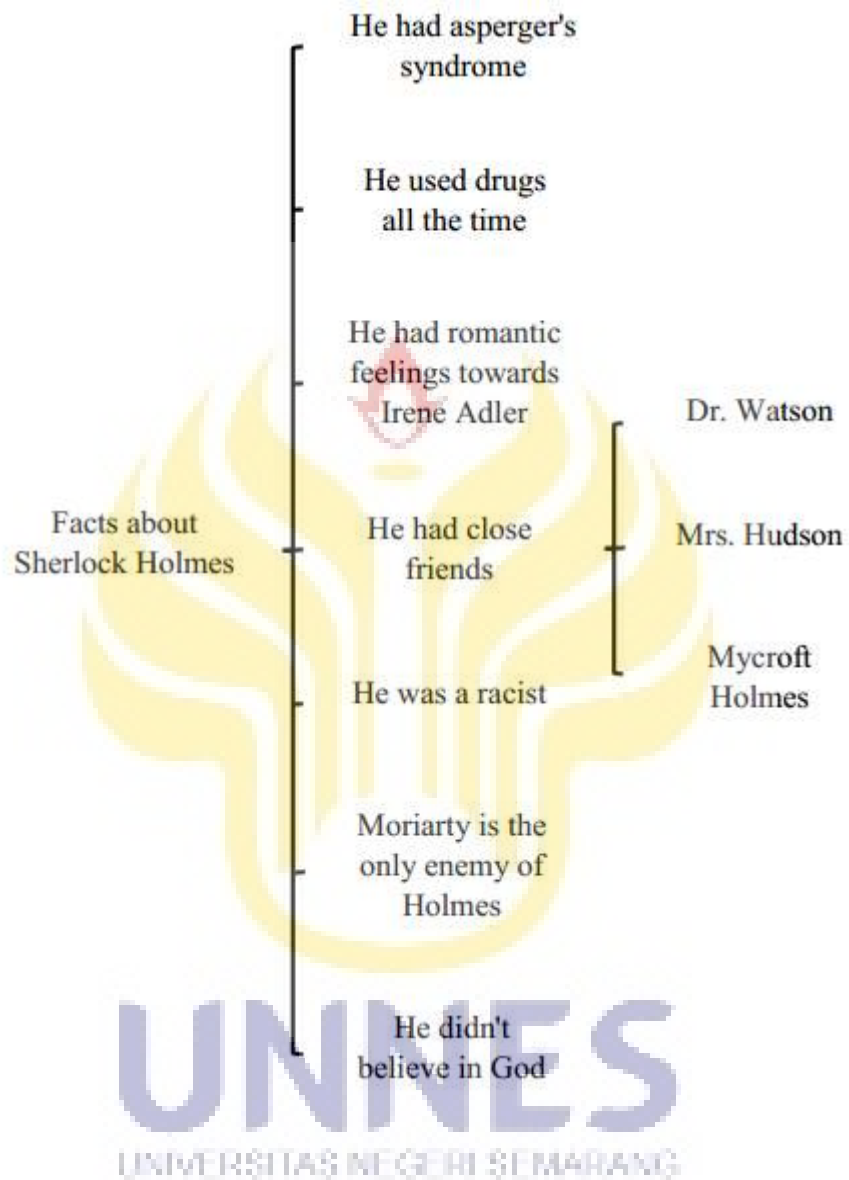 He had asperger's
syndrome
He used drugs
all the time
He had romantic
feelings towards
Irene Adler
Facts about
Sherlock Holmes
He had close
friends
Dr. Watson
Mrs. Hudson
Mycroft
Holmes
He was a racist
Moriarty is the
only enemy of
Holmes
He didn't
believe in God
UNNES
UNIVERSITAS NEGERI SEMARANG